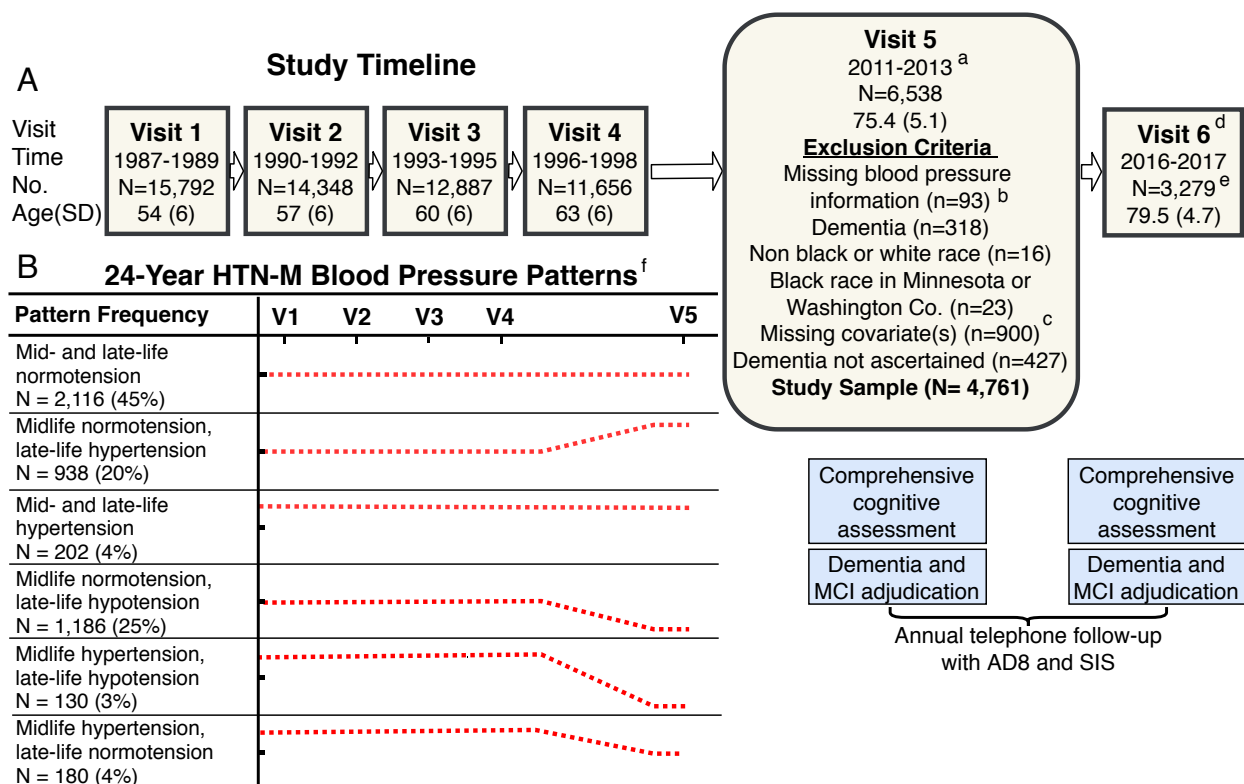 A
Study Timeline
Visit
Time
No.
Age(SD)
Visit 1
1987-1989
N=15,792
54 (6)
Visit 2
1990-1992
N=14,348
57 (6)
Visit 3
1993-1995
N=12,887
60 (6)
Visit 4
1996-1998
N=11,656
63 (6)
Visit 5
2011-2013 a
N=6,538
75.4 (5.1)
Exclusion Criteria
Missing blood pressure
information (n=93) b
Dementia (n=318)
Non black or white race (n=16)
Black race in Minnesota or
Washington Co. (n=23)
Missing covariate(s) (n=900) c
Dementia not ascertained (n=427)
Study Sample (N= 4,761)
Visit 6 d
2016-2017
N=3,279 e
79.5 (4.7)
B
24-Year HTN-M Blood Pressure Patterns f
Pattern Frequency V1 V2 V3 V4 V5
Mid- and late-life
normotension
N = 2,116 (45%)
Midlife normotension,
late-life hypertension
N = 938 (20%)
Mid- and late-life
hypertension
N = 202 (4%)
Midlife normotension,
late-life hypotension
N = 1,186 (25%)
Midlife hypertension,
late-life hypotension
N = 130 (3%)
Midlife hypertension,
late-life normotension
N = 180 (4%)
Comprehensive
cognitive
assessment
Dementia and
MCI adjudication
Comprehensive
cognitive
assessment
Dementia and
MCI adjudication
Annual telephone follow-up
with AD8 and SIS